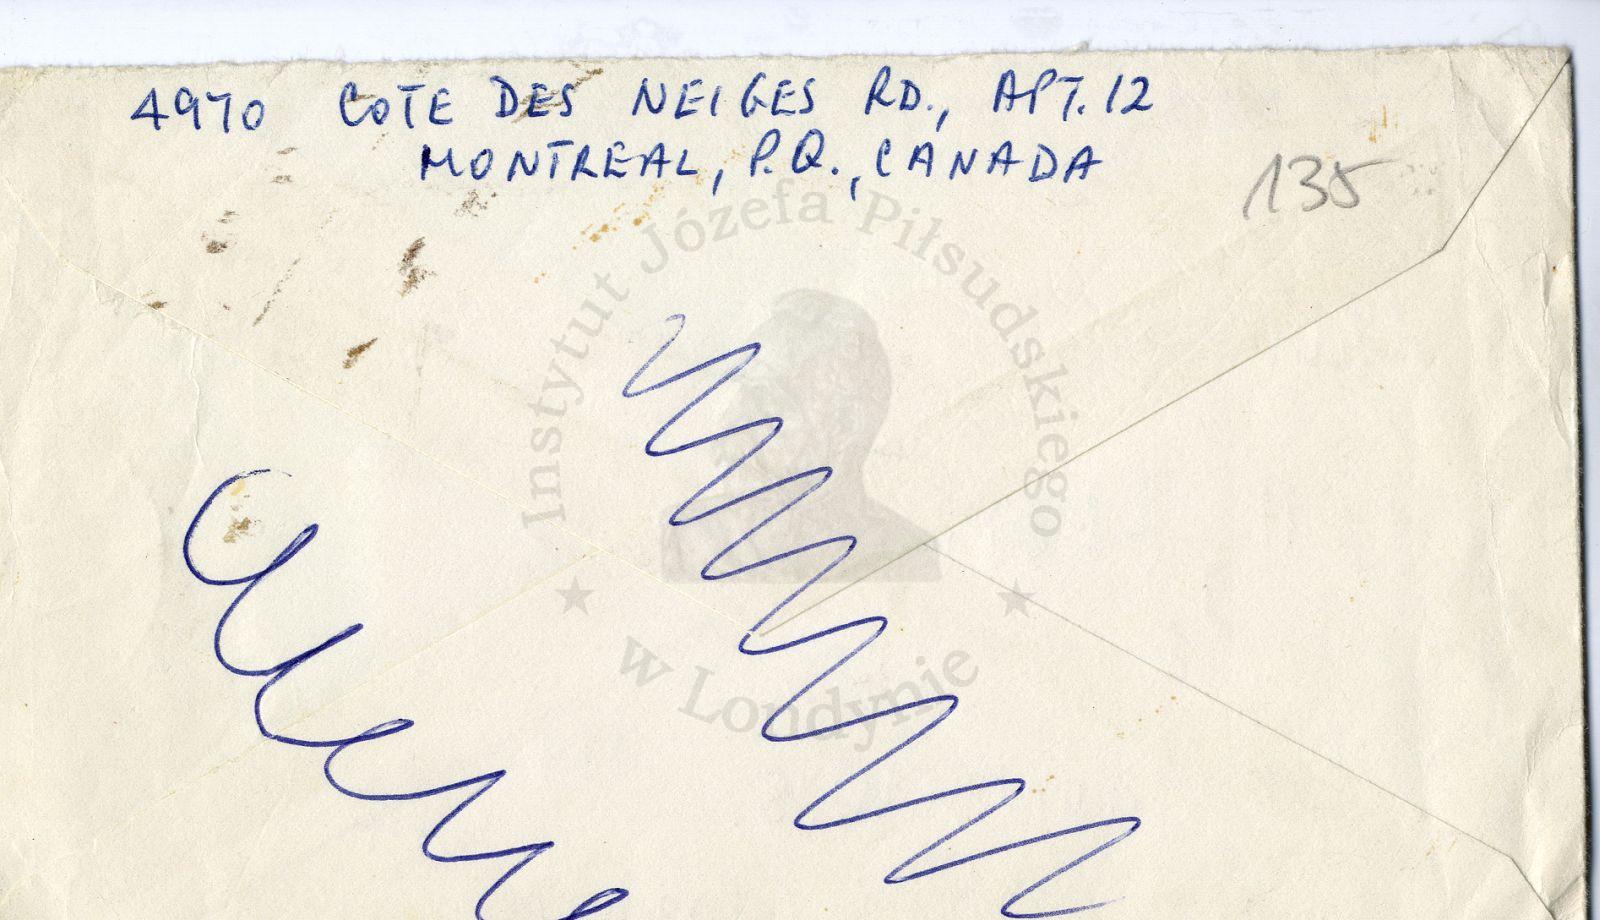 4970 COTE DES NEIGES RD., APT. 12
MONTREAL, P.Q., CANADA
135
Instytut Józefa Piłsudskiego
w Londynie